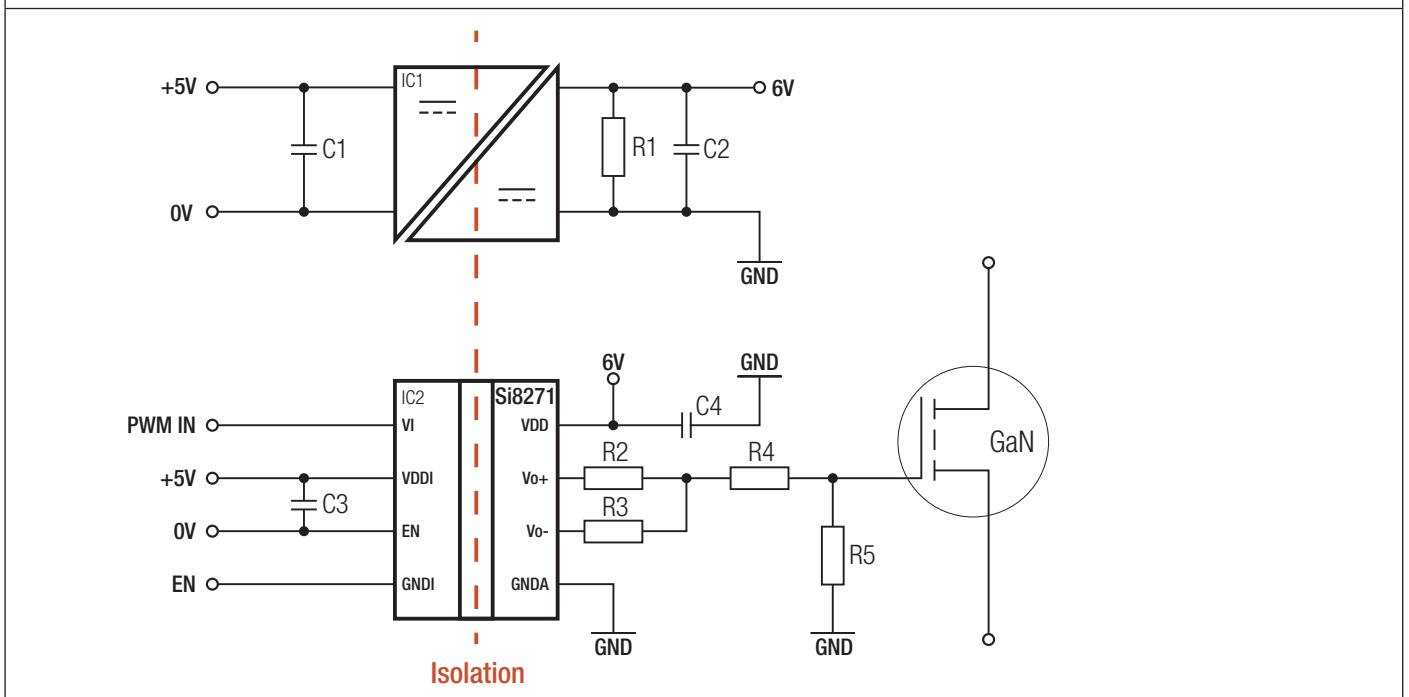 +5V
IC1
6V
C1
R1
C2
0V
GND
6V
GND
IC2
Si8271
C4
PWM IN
VI
VDD
GaN
R2
R4
+5V
VDDI
Vo+
C3
R3
0V
EN
Vo-
R5
EN
GNDI
GNDA
GND
GND
Isolation